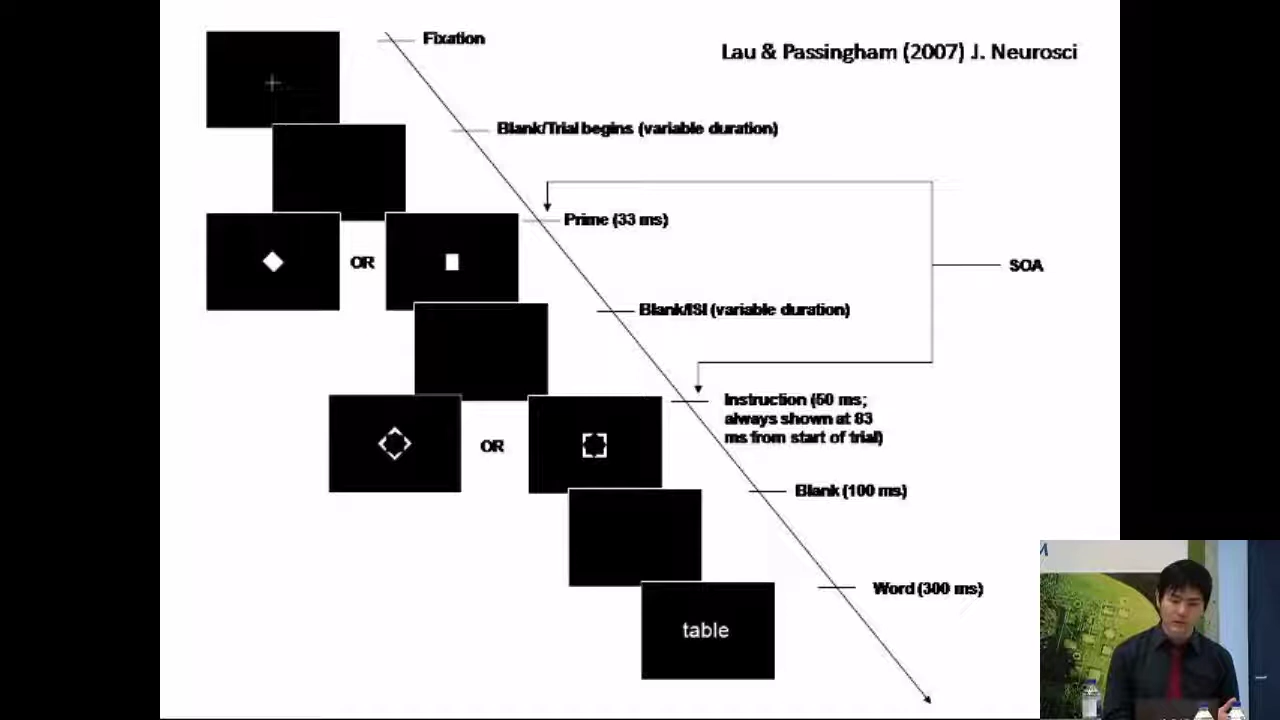 Fixation
Lau & Passingham (2007) J. Neurosci
Blank/Trial begins (variable duration)
Prime (33 ms)
OR
SOA
Blank/ISI (variable duration)
Instruction (50 ms;
always shown at 83
ms from start of trial)
OR
Blank (100 ms)
Word (300 ms)
table